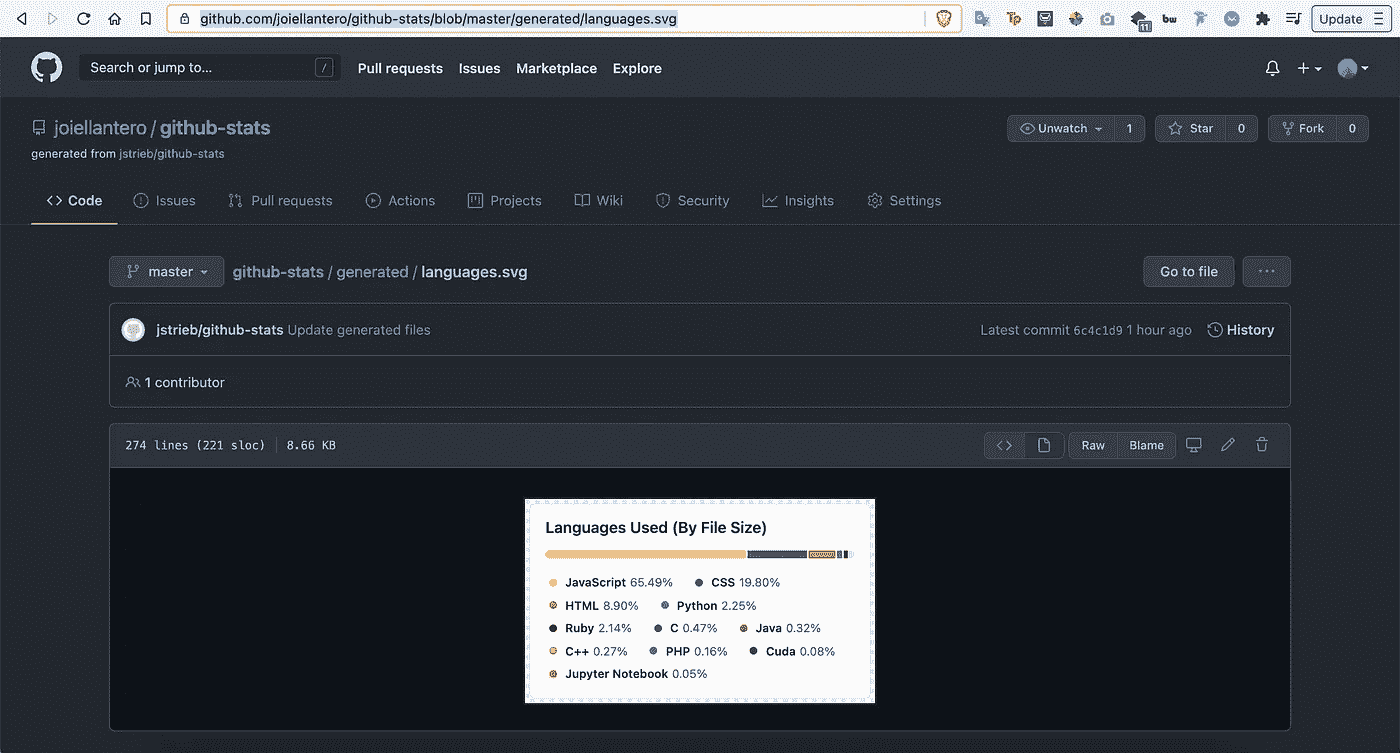 github.com/joiellantero/github-stats/blob/master/generated/languages.svg
11
bw
Update
Search or jump to...
/
Pull requests Issues Marketplace Explore
joiellantero / github-stats
Unwatch 1 Star 0 Fork 0
generated from jstrieb/github-stats
<> Code Issues Pull requests Actions Projects Wiki Security Insights Settings
master github-stats / generated / languages.svg Go to file ...
jstrieb/github-stats Update generated files Latest commit 6c4c1d9 1 hour ago History
1 contributor
274 lines (221 sloc) 8.66 KB <> Raw Blame
Languages Used (By File Size)
JavaScript 65.49% CSS 19.80%
HTML 8.90% Python 2.25%
Ruby 2.14% C 0.47% Java 0.32%
C++ 0.27% PHP 0.16% Cuda 0.08%
Jupyter Notebook 0.05%